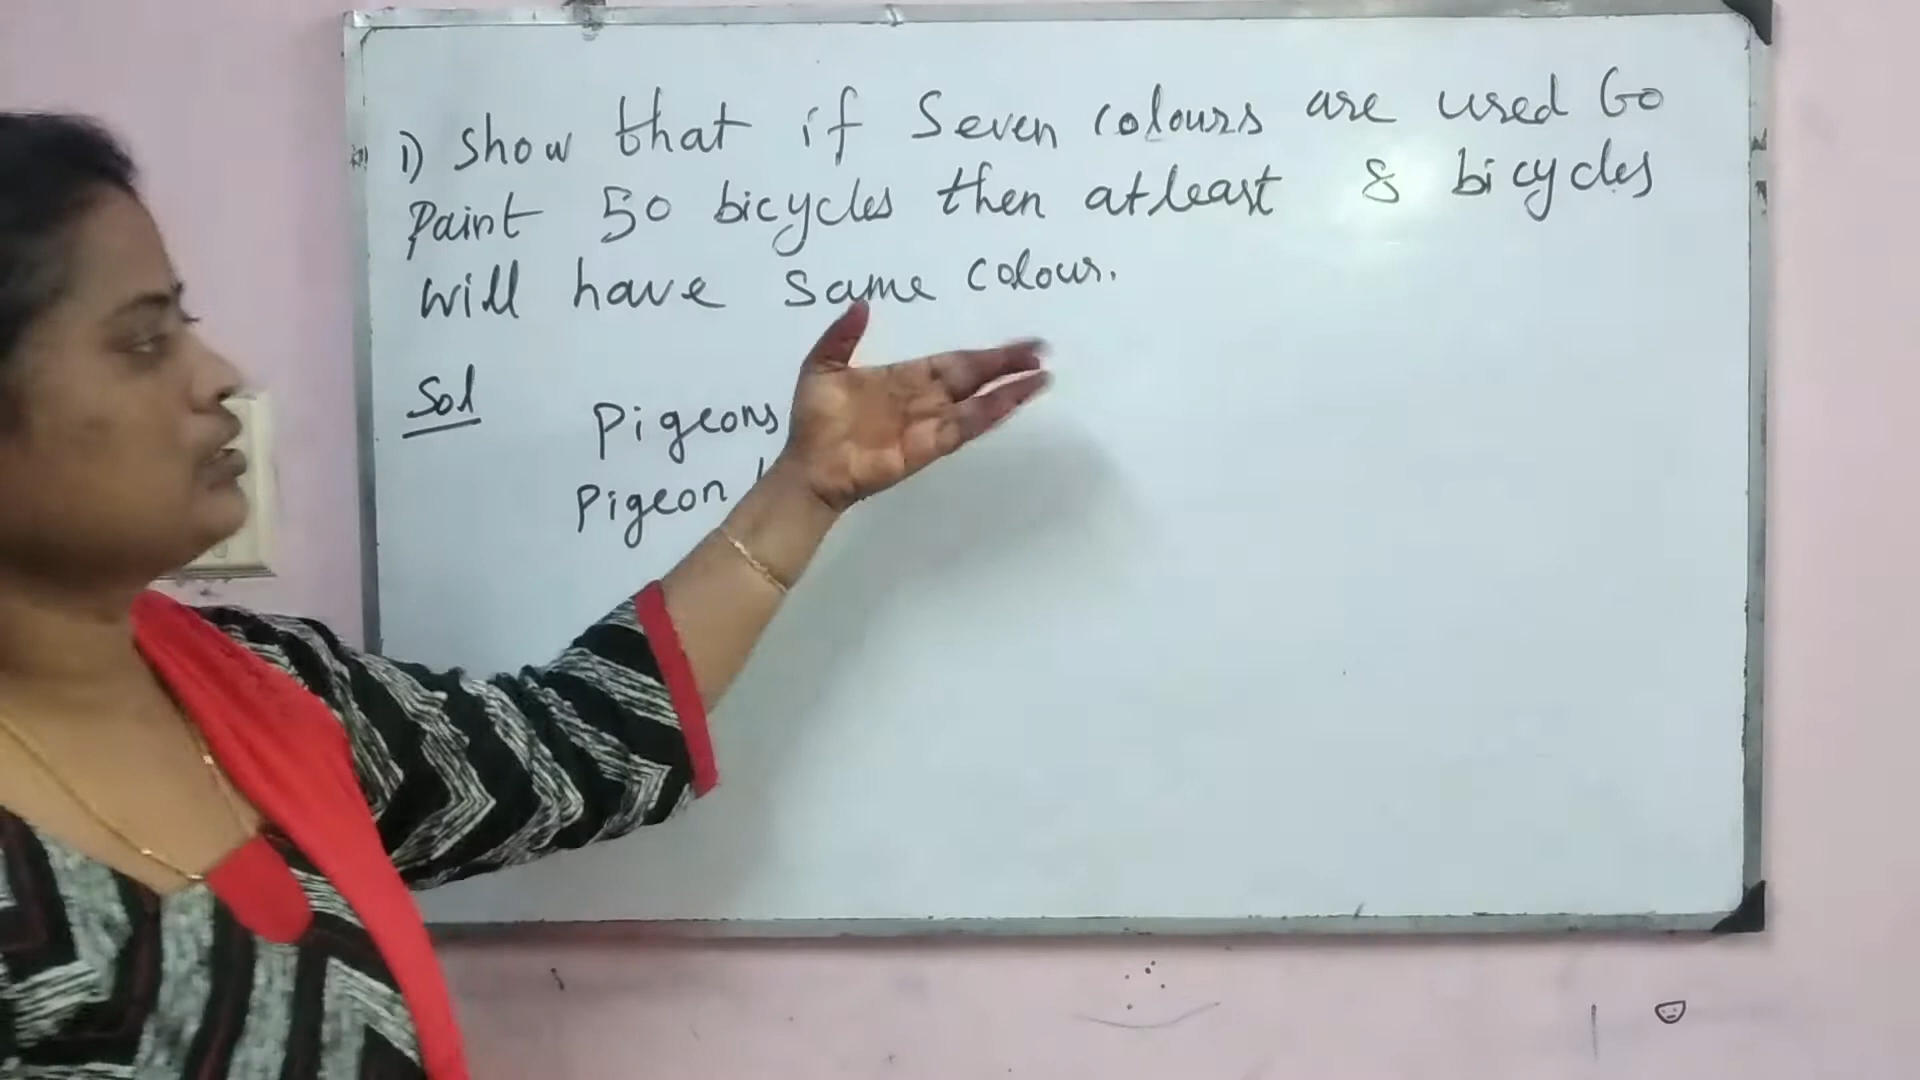 1) Show that if Seven colours are used to
Paint 50 bicycles then atleast 8 bicycles
will have same colour.
Sol
Pigeons
Pigeon